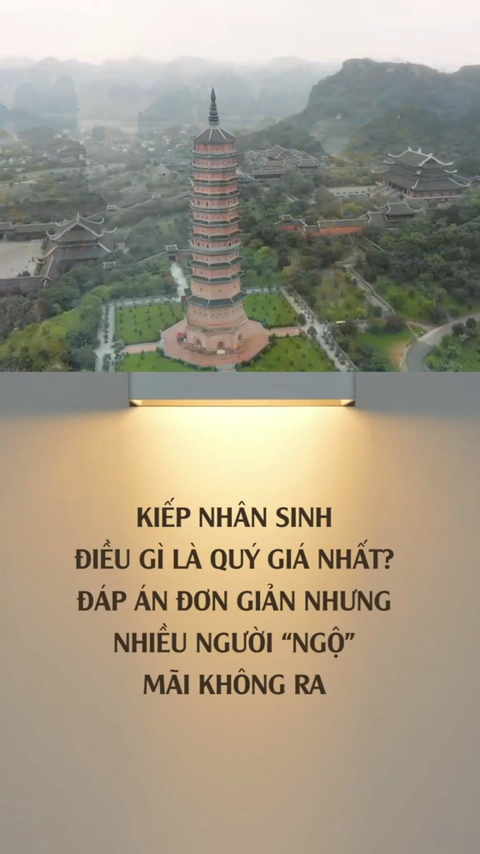 KIẾP NHÂN SINH
ĐIỀU GÌ LÀ QUÝ GIÁ NHẤT?
ĐÁP ÁN ĐƠN GIẢN NHƯNG
NHIỀU NGƯỜI “NGỘ”
MÃI KHÔNG RA